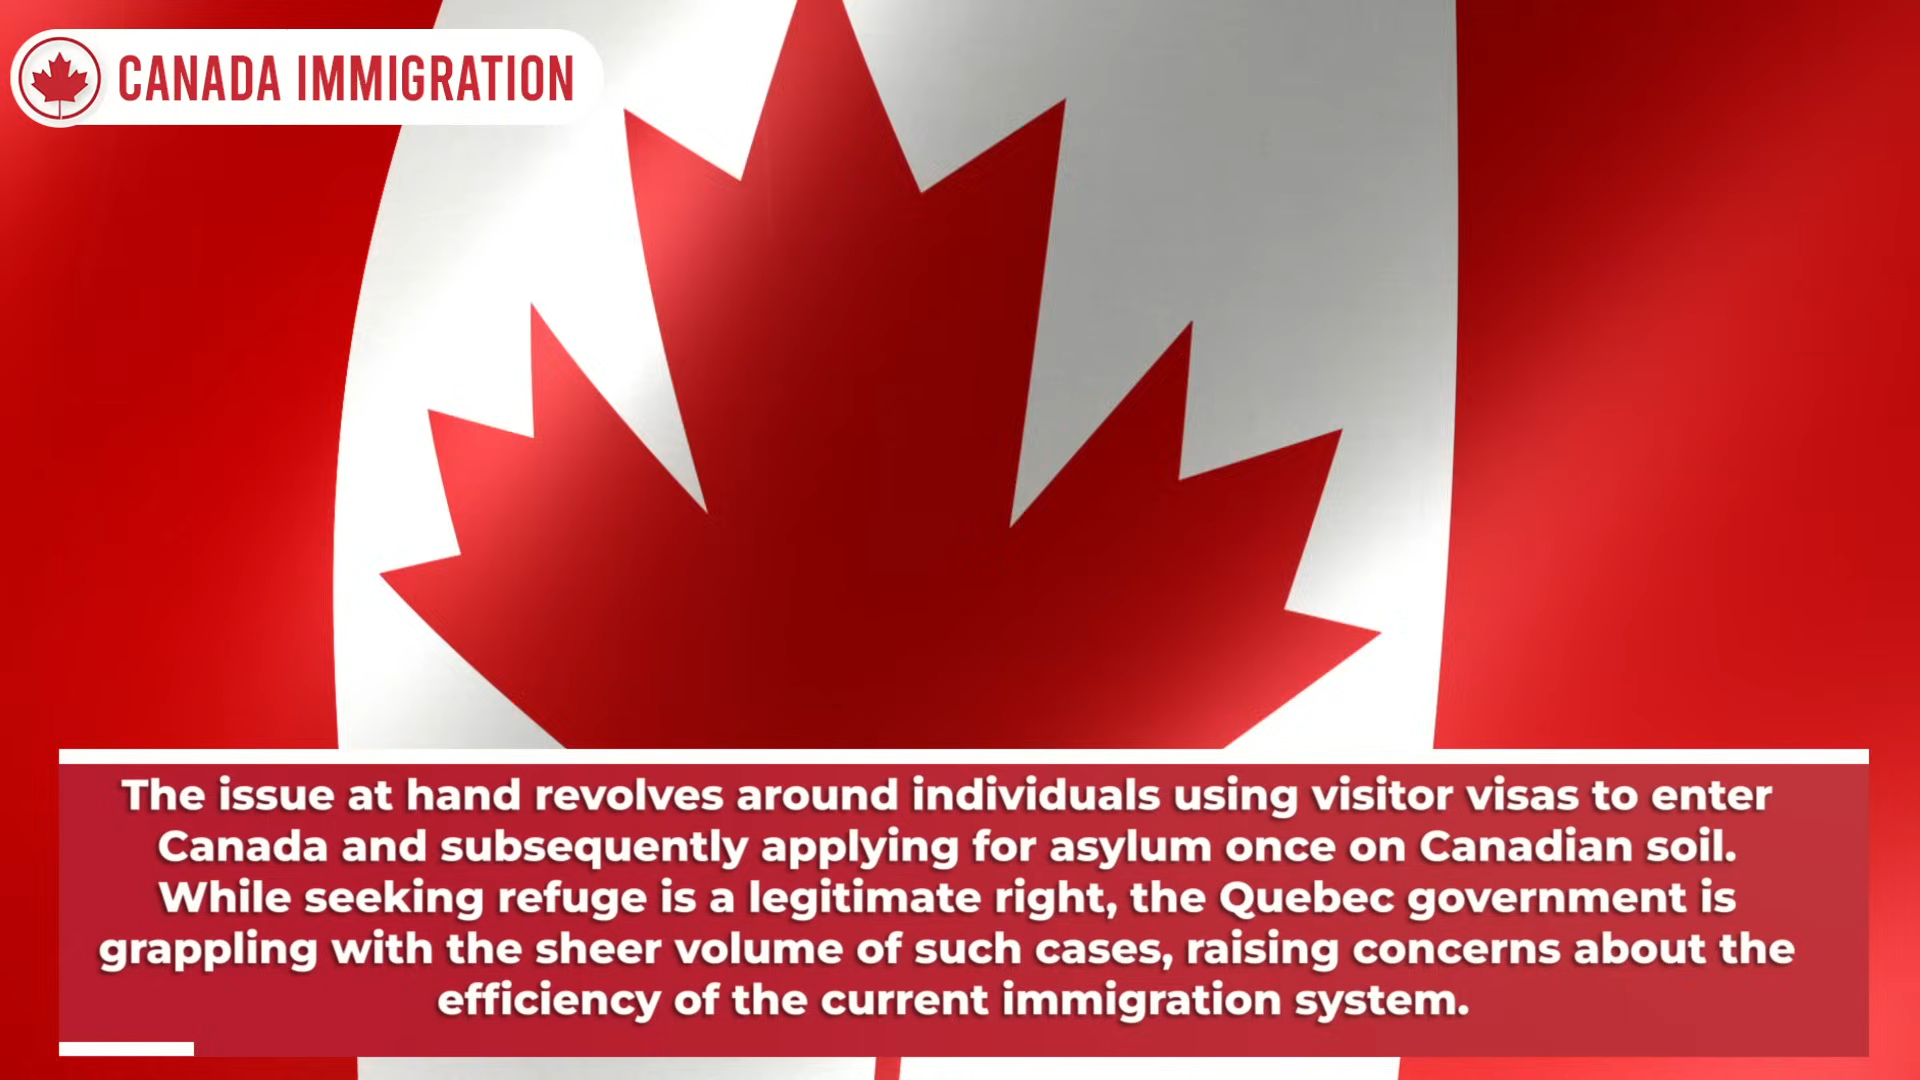 CANADA IMMIGRATION
The issue at hand revolves around individuals using visitor visas to enter
Canada and subsequently applying for asylum once on Canadian soil.
While seeking refuge is a legitimate right, the Quebec government is
grappling with the sheer volume of such cases, raising concerns about the
efficiency of the current immigration system.